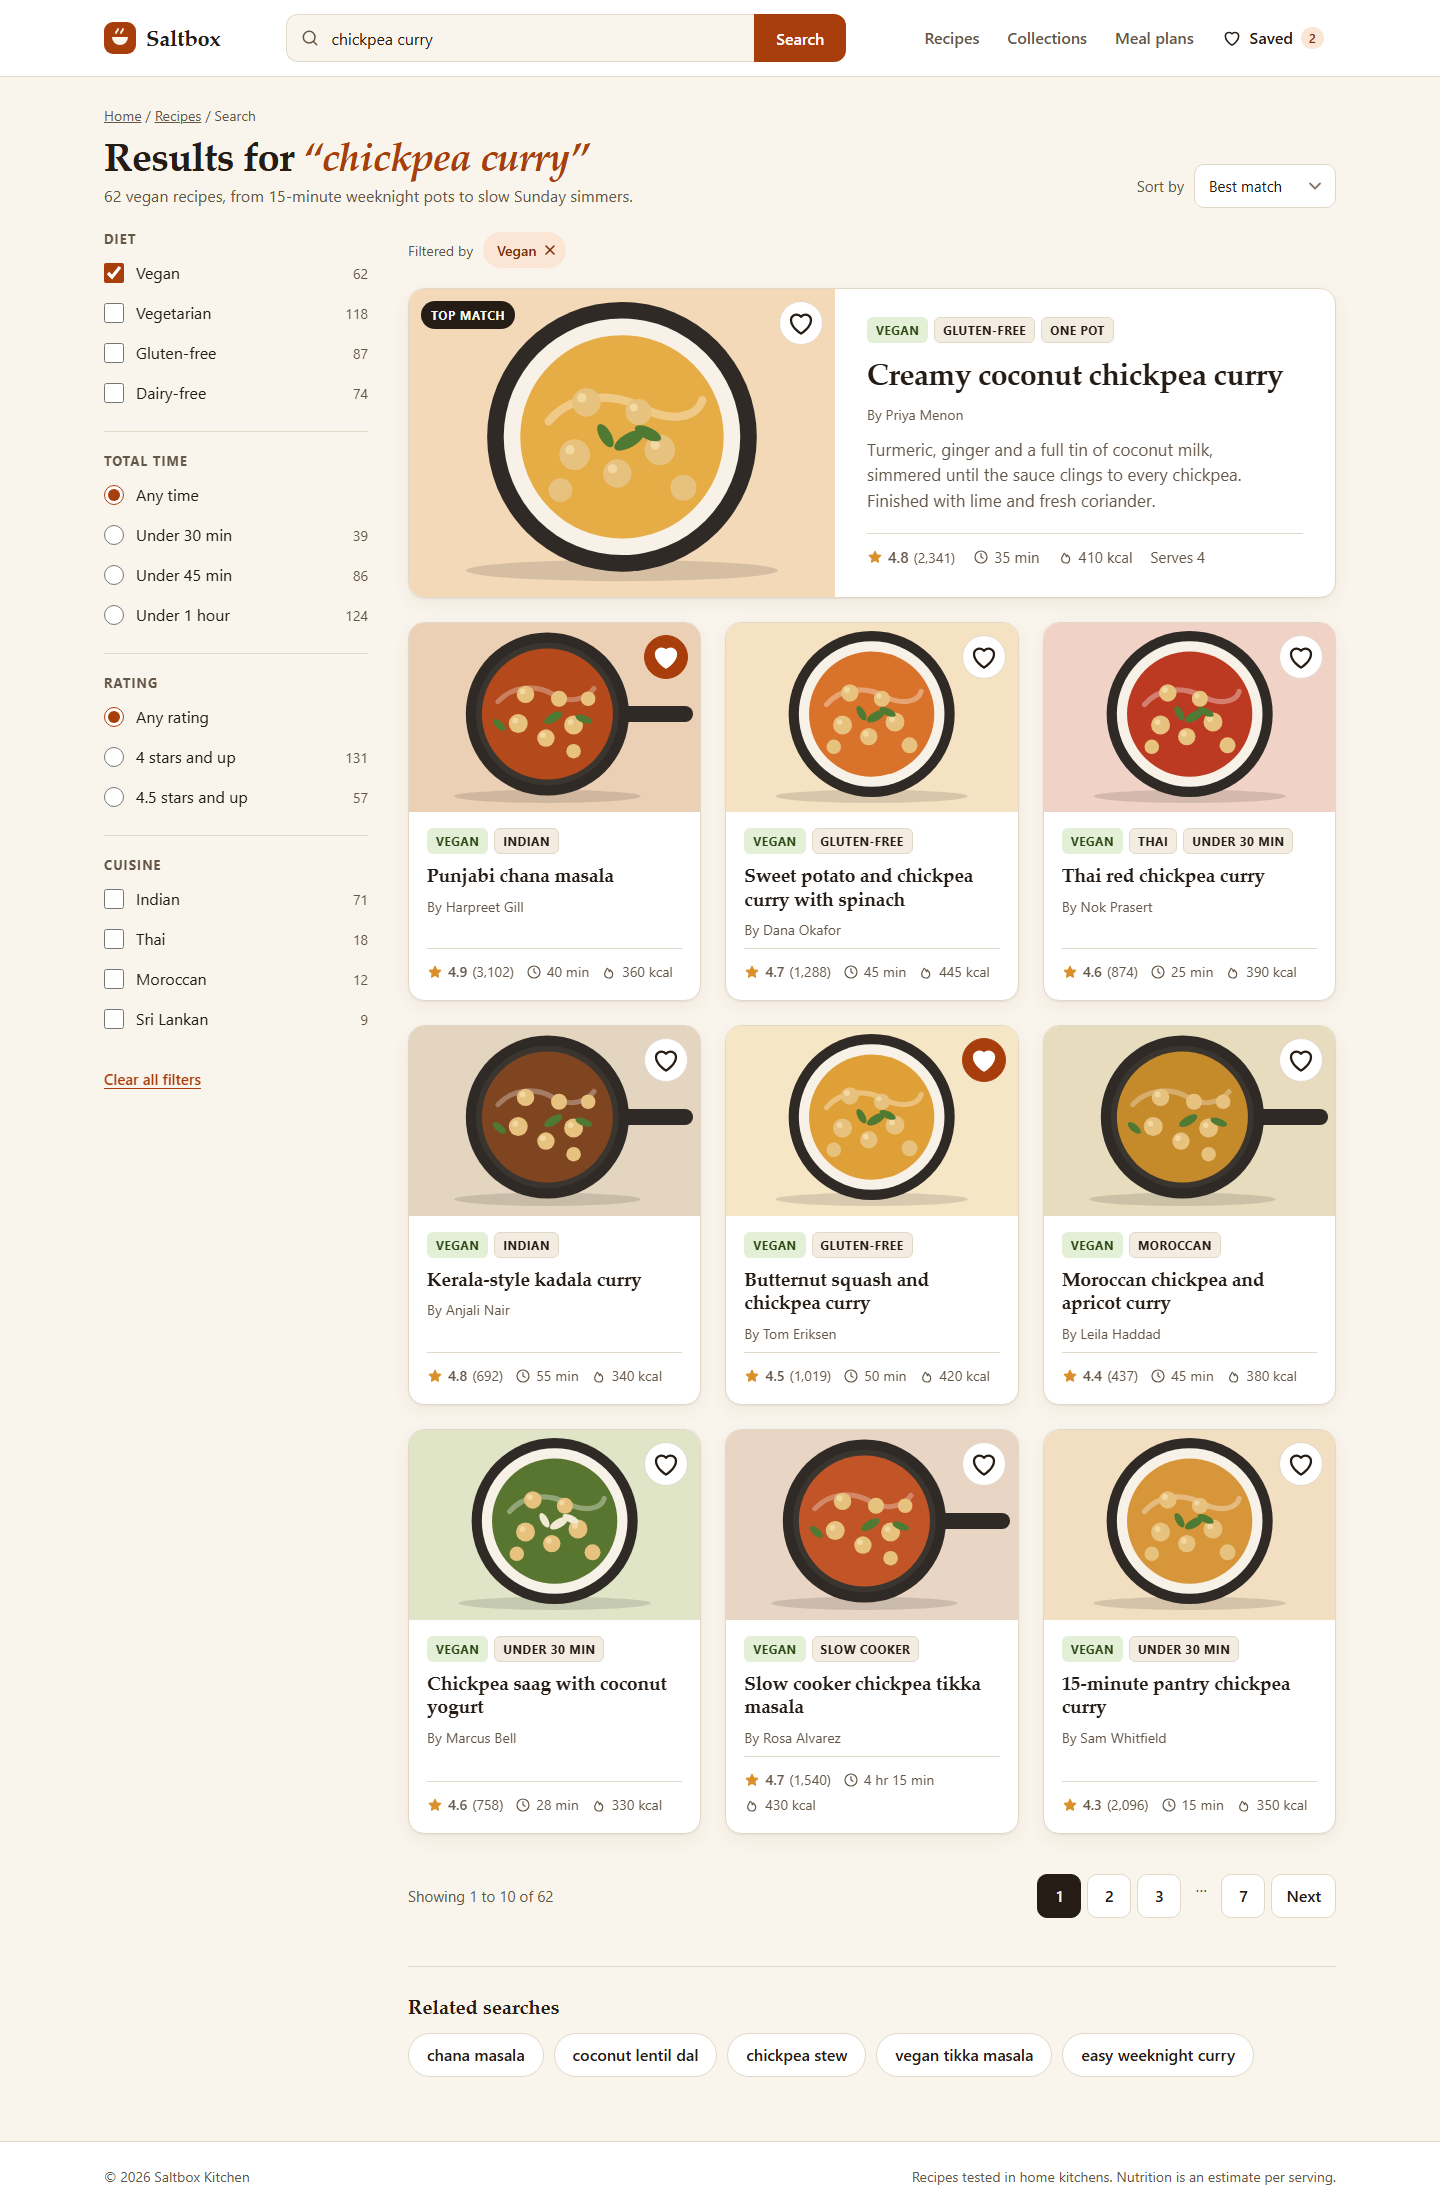 Saltbox
chickpea curry
Search
Recipes
Collections
Meal plans
Saved 2
Home / Recipes / Search
Results for “chickpea curry”
62 vegan recipes, from 15-minute weeknight pots to slow Sunday simmers.
Sort by
Best match
DIET
Vegan 62
Vegetarian 118
Gluten-free 87
Dairy-free 74
TOTAL TIME
Any time
Under 30 min 39
Under 45 min 86
Under 1 hour 124
RATING
Any rating
4 stars and up 131
4.5 stars and up 57
CUISINE
Indian 71
Thai 18
Moroccan 12
Sri Lankan 9
Clear all filters
Filtered by Vegan
TOP MATCH
VEGAN GLUTEN-FREE ONE POT
Creamy coconut chickpea curry
By Priya Menon
Turmeric, ginger and a full tin of coconut milk,
simmered until the sauce clings to every chickpea.
Finished with lime and fresh coriander.
4.8 (2,341) 35 min 410 kcal Serves 4
VEGAN INDIAN
Punjabi chana masala
By Harpreet Gill
4.9 (3,102) 40 min 360 kcal
VEGAN GLUTEN-FREE
Sweet potato and chickpea
curry with spinach
By Dana Okafor
4.7 (1,288) 45 min 445 kcal
VEGAN THAI UNDER 30 MIN
Thai red chickpea curry
By Nok Prasert
4.6 (874) 25 min 390 kcal
VEGAN INDIAN
Kerala-style kadala curry
By Anjali Nair
4.8 (692) 55 min 340 kcal
VEGAN GLUTEN-FREE
Butternut squash and
chickpea curry
By Tom Eriksen
4.5 (1,019) 50 min 420 kcal
VEGAN MOROCCAN
Moroccan chickpea and
apricot curry
By Leila Haddad
4.4 (437) 45 min 380 kcal
VEGAN UNDER 30 MIN
Chickpea saag with coconut
yogurt
By Marcus Bell
4.6 (758) 28 min 330 kcal
VEGAN SLOW COOKER
Slow cooker chickpea tikka
masala
By Rosa Alvarez
4.7 (1,540) 4 hr 15 min
430 kcal
VEGAN UNDER 30 MIN
15-minute pantry chickpea
curry
By Sam Whitfield
4.3 (2,096) 15 min 350 kcal
Showing 1 to 10 of 62
1 2 3 … 7 Next
Related searches
chana masala
coconut lentil dal
chickpea stew
vegan tikka masala
easy weeknight curry
© 2026 Saltbox Kitchen
Recipes tested in home kitchens. Nutrition is an estimate per serving.